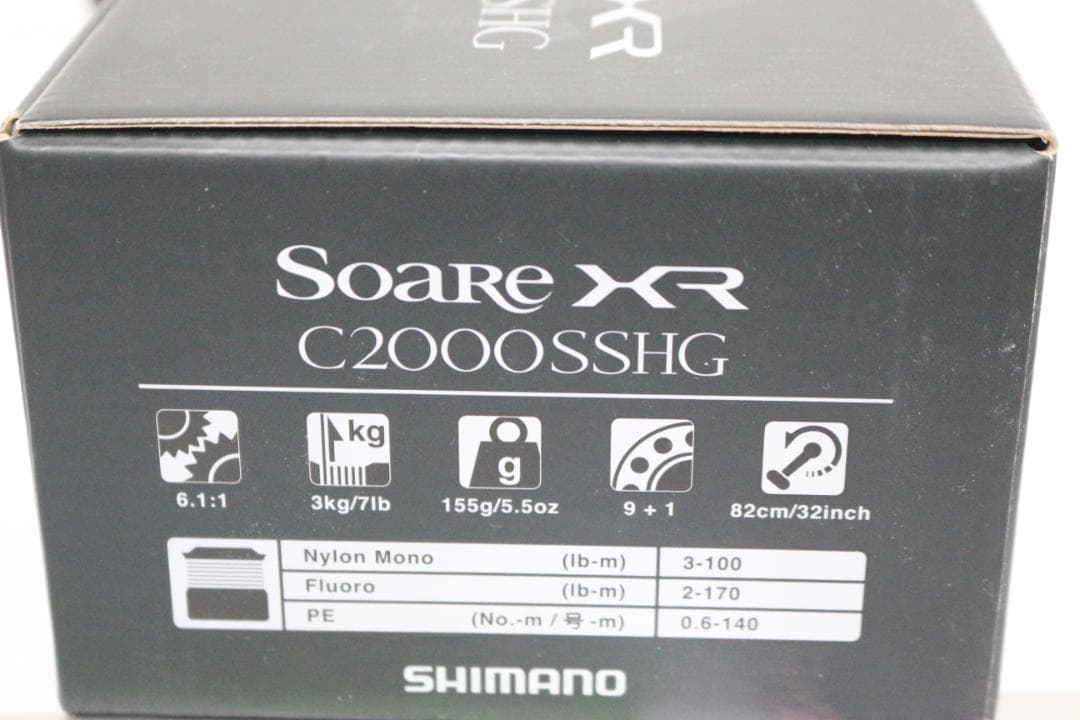 XR
SSHG
Soare XR
C2000SSHG
kg
g
6.1:1
3kg/7lb
155g/5.5oz
9 + 1
82cm/32inch
Nylon Mono (lb-m) 3-100
Fluoro (lb-m) 2-170
PE (No.-m / 号 -m) 0.6-140
SHIMANO